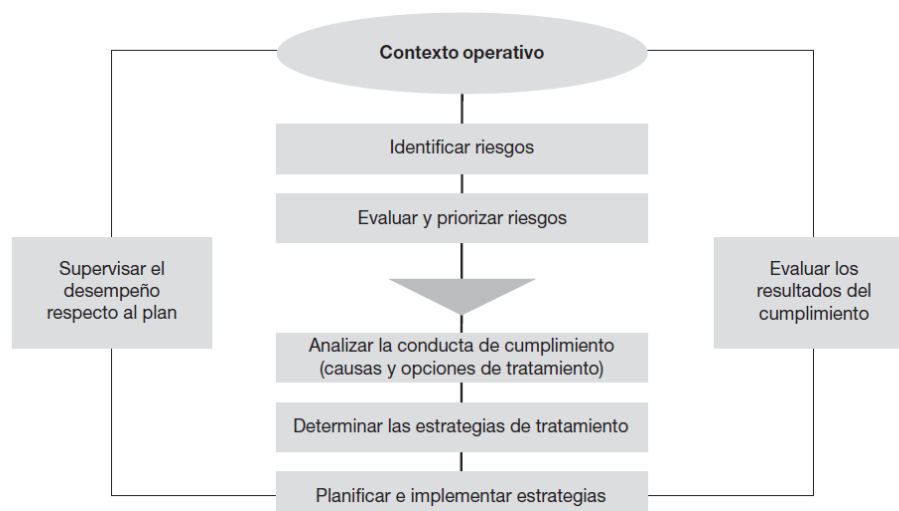 Contexto operativo
Identificar riesgos
Evaluar y priorizar riesgos
Supervisar el
desempeño
respecto al plan
Evaluar los
resultados del
cumplimiento
Analizar la conducta de cumplimiento
(causas y opciones de tratamiento)
Determinar las estrategias de tratamiento
Planificar e implementar estrategias